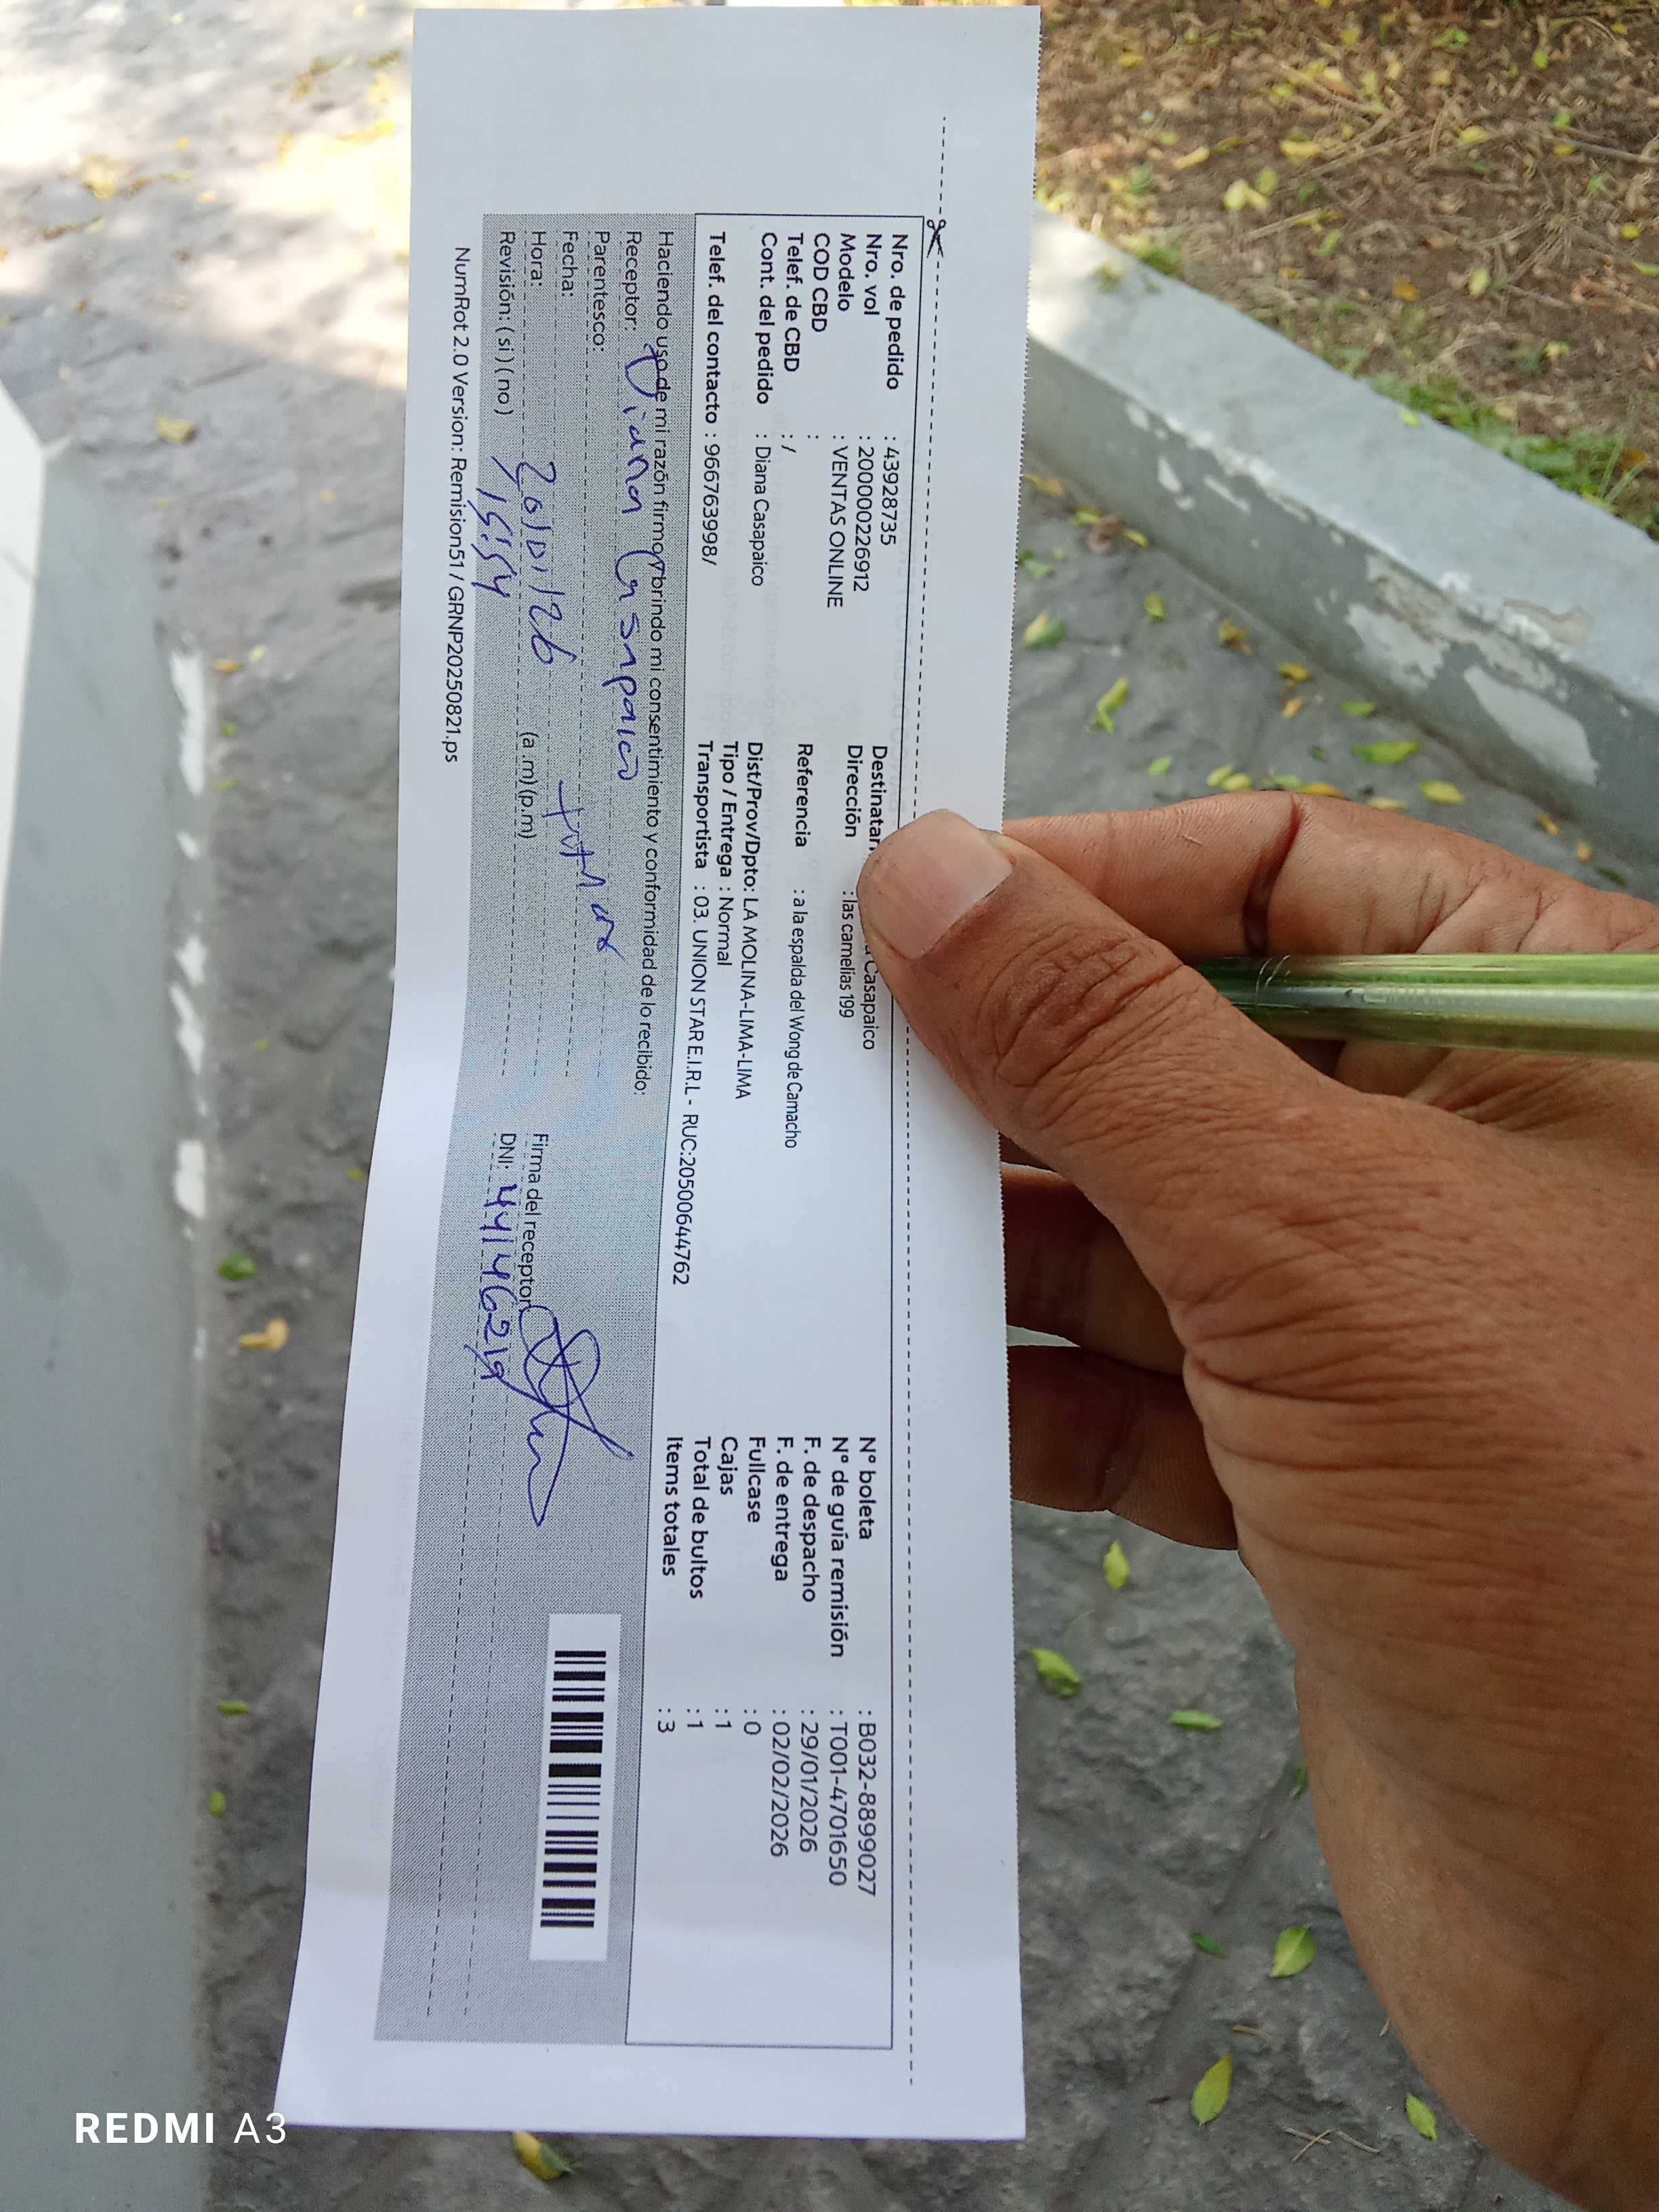 Nro. de pedido : 43928735
Nro. vol : 200000226912
Modelo : VENTAS ONLINE
COD CBD :
Telef. de CBD : /
Cont. del pedido : Diana Casapaico
Telef. del contacto : 966763998/
Destinatar Casapaico
Dirección : las camelias 199
Referencia : a la espalda del Wong de Camacho
Dist/Prov/Dpto: LA MOLINA-LIMA-LIMA
Tipo / Entrega : Normal
Transportista : 03. UNION STAR E.I.R.L - RUC:20500644762
N° boleta : B032-8899027
N° de guía remisión : T001-4701650
F. de despacho : 29/01/2026
F. de entrega : 02/02/2026
Fullcase : 0
Cajas : 1
Total de bultos : 1
Items totales : 3
Haciendo uso de mi razón firmo y brindo mi consentimiento y conformidad de lo recibido:
Receptor: Diana Casapaico
Parentesco:
Fecha:
Hora: (a .m)(p.m)
Revisión: ( si ) ( no ) 15:54
Firma del receptor
DNI: 44146219
NumRot 2.0 Version: Remision51 / GRNP20250821.ps
REDMI A3